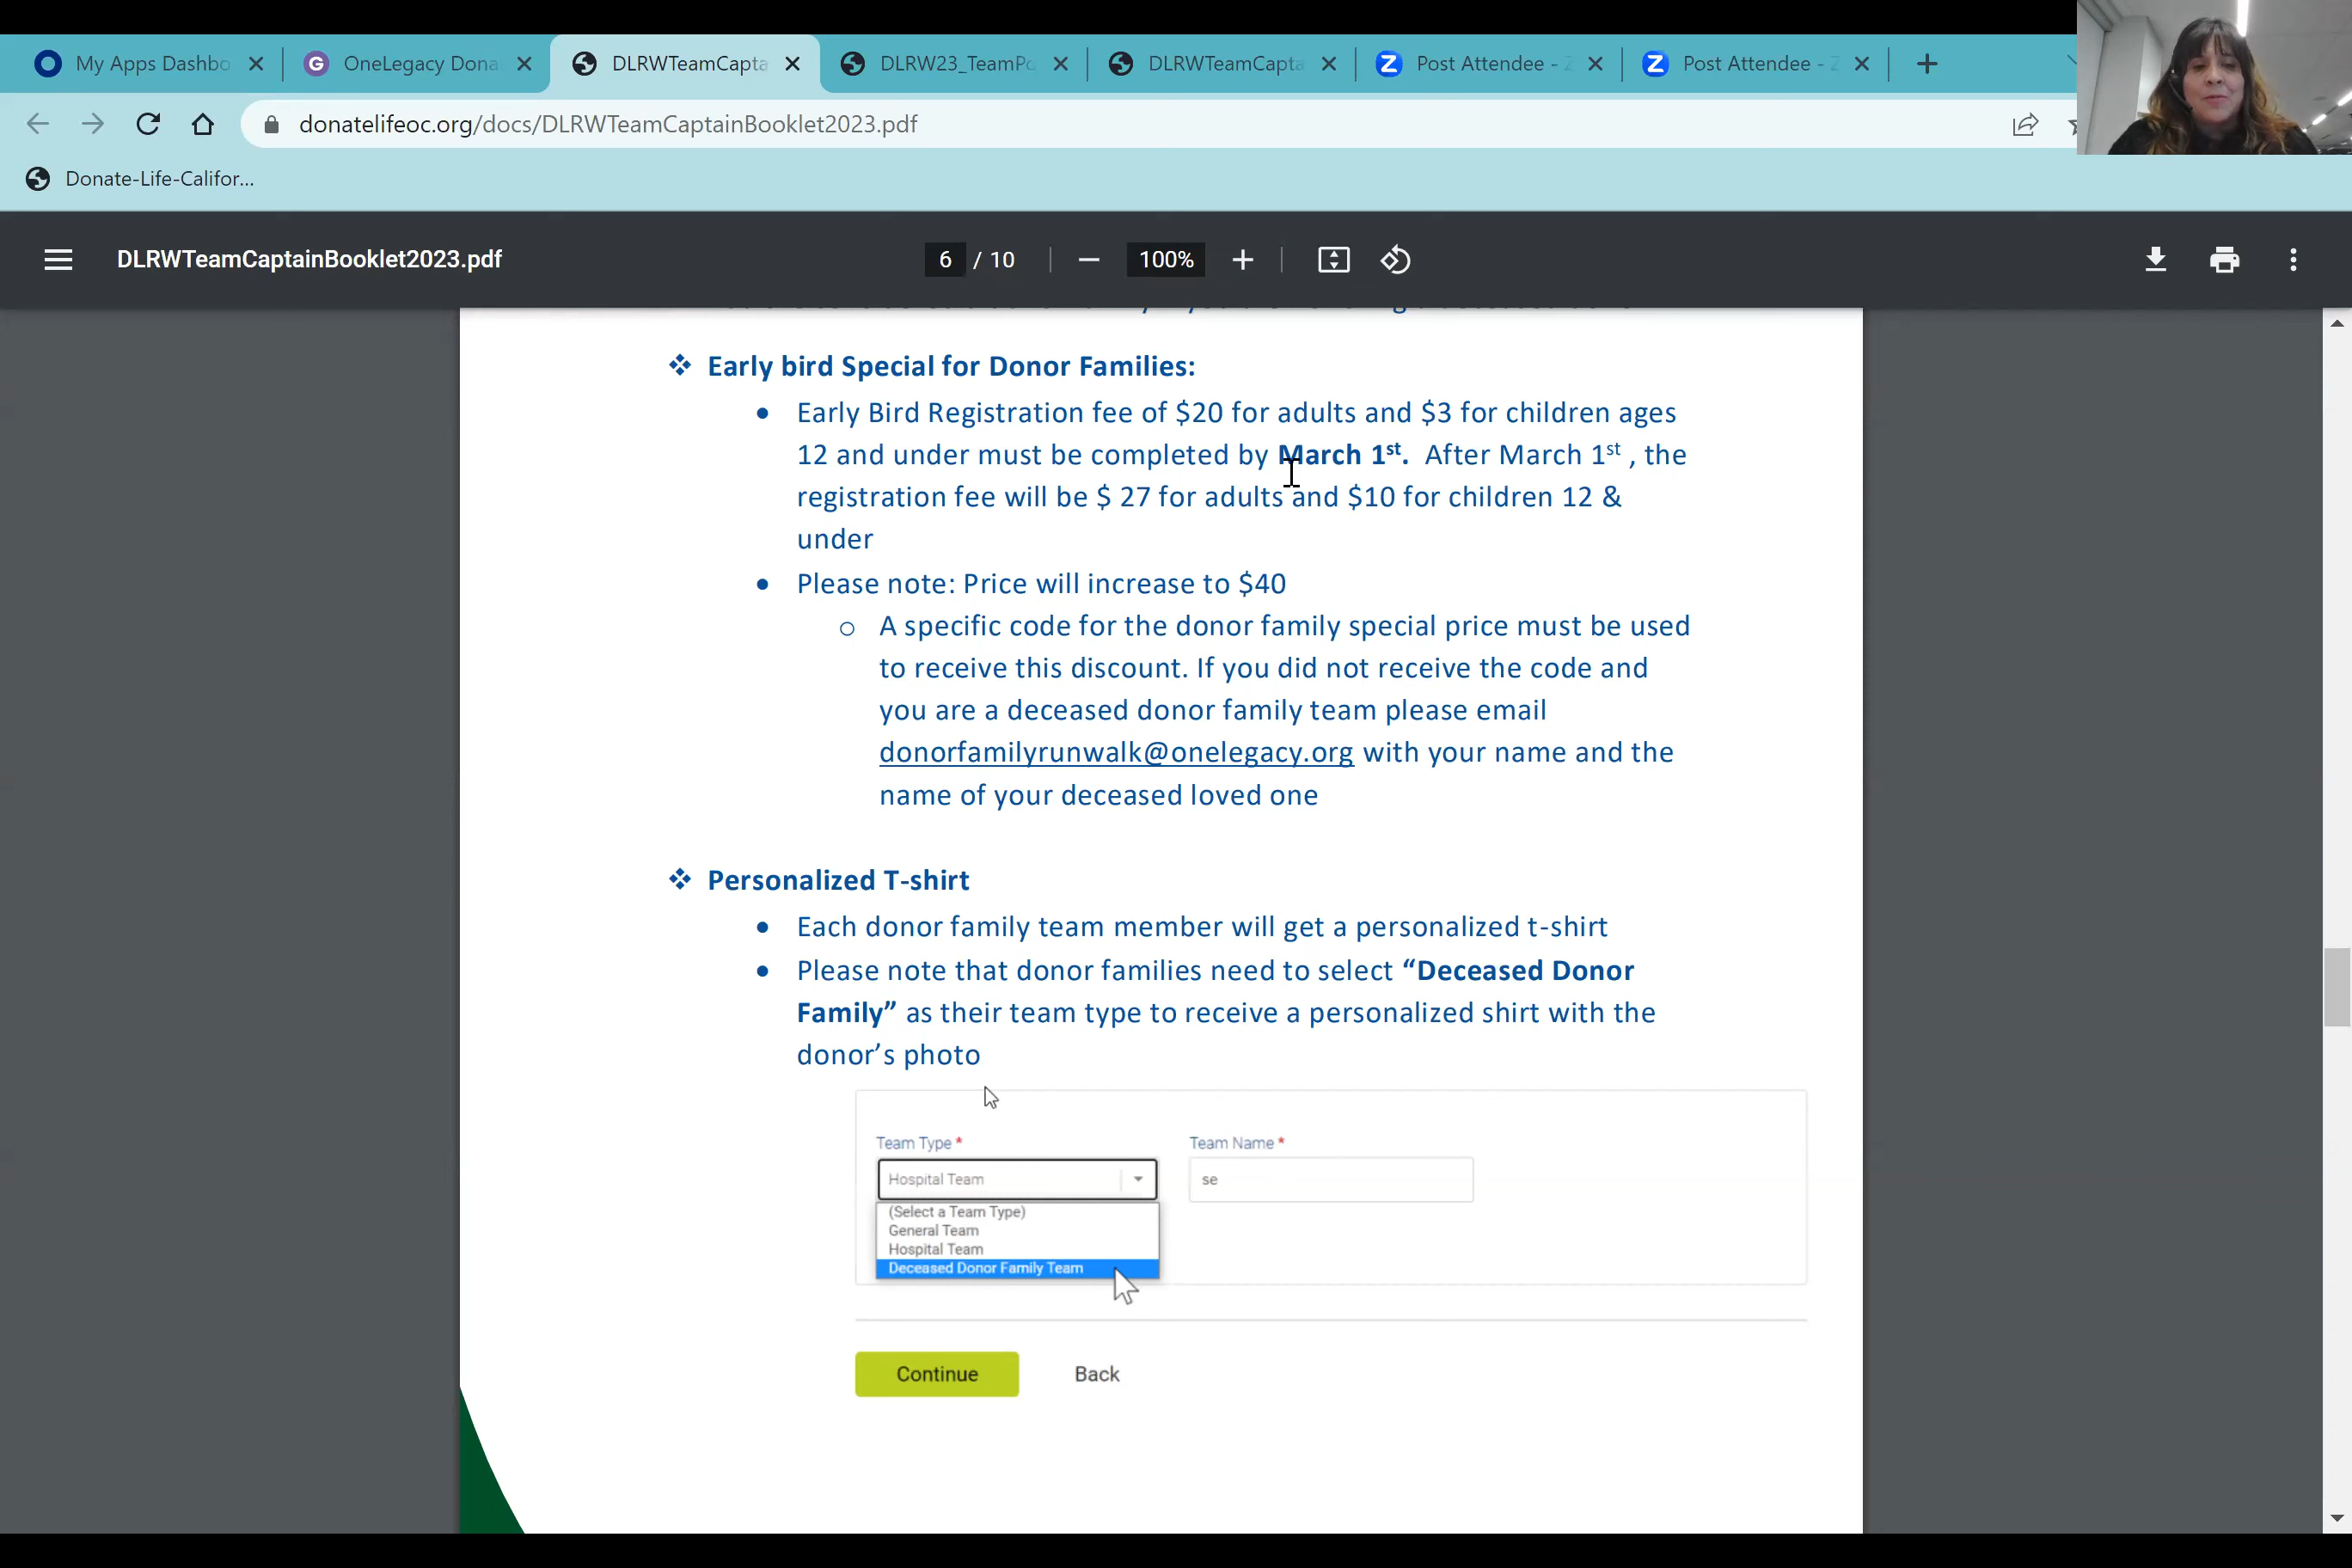 My Apps Dashbo
OneLegacy Dona
DLRWTeamCapta
DLRW23_TeamPo
DLRWTeamCapta
Post Attendee - Z
Post Attendee - Z
donatelifeoc.org/docs/DLRWTeamCaptainBooklet2023.pdf
Donate-Life-Califor...
DLRWTeamCaptainBooklet2023.pdf
6 / 10
100%
Early bird Special for Donor Families:
Early Bird Registration fee of $20 for adults and $3 for children ages
12 and under must be completed by March 1st. After March 1st , the
registration fee will be $ 27 for adults and $10 for children 12 &
under
Please note: Price will increase to $40
A specific code for the donor family special price must be used
to receive this discount. If you did not receive the code and
you are a deceased donor family team please email
donorfamilyrunwalk@onelegacy.org with your name and the
name of your deceased loved one
Personalized T-shirt
Each donor family team member will get a personalized t-shirt
Please note that donor families need to select “Deceased Donor
Family” as their team type to receive a personalized shirt with the
donor’s photo
Team Type *
Team Name *
Hospital Team
se
(Select a Team Type)
General Team
Hospital Team
Deceased Donor Family Team
Continue
Back